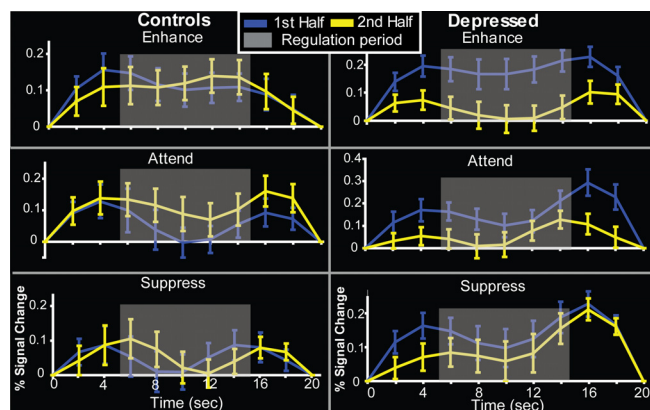 Controls
Enhance
1st Half 2nd Half
Regulation period
Depressed
Enhance
0.2
0.1
0
0.2
0.1
0
Attend
0.2
0.1
0
Attend
0.4
0.3
0.2
0.1
0
Suppress
% Signal Change
0.2
0.1
0
0 4 8 12 16 20
Time (sec)
Suppress
0.2
0.1
0
0 4 8 12 16 20
Time (sec)